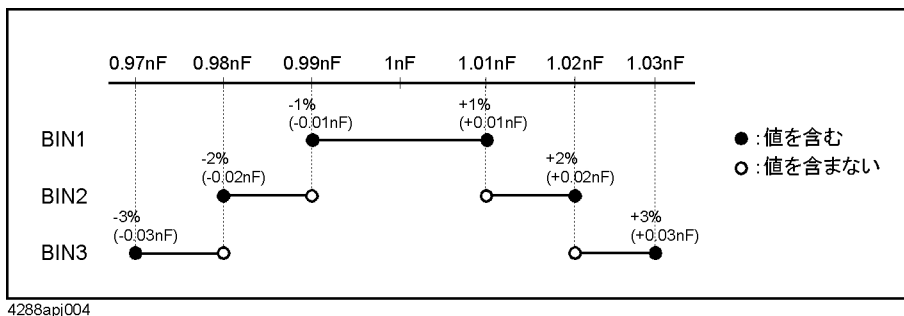 0.97nF 0.98nF 0.99nF 1nF 1.01nF 1.02nF 1.03nF
-1%
(-0.01nF)
+1%
(+0.01nF)
BIN1
●:値を含む
-2%
(-0.02nF)
+2%
(+0.02nF)
○:値を含まない
BIN2
-3%
(-0.03nF)
+3%
(+0.03nF)
BIN3
4288apj004